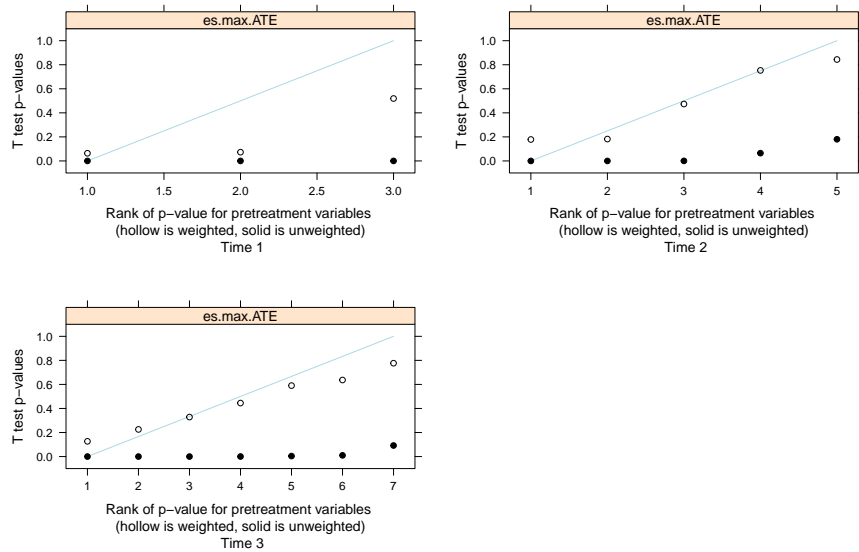 es.max.ATE
T test p−values
1.0
0.8
0.6
0.4
0.2
0.0
1.0 1.5 2.0 2.5 3.0
Rank of p−value for pretreatment variables
(hollow is weighted, solid is unweighted)
Time 1
es.max.ATE
T test p−values
1.0
0.8
0.6
0.4
0.2
0.0
1 2 3 4 5
Rank of p−value for pretreatment variables
(hollow is weighted, solid is unweighted)
Time 2
es.max.ATE
T test p−values
1.0
0.8
0.6
0.4
0.2
0.0
1 2 3 4 5 6 7
Rank of p−value for pretreatment variables
(hollow is weighted, solid is unweighted)
Time 3